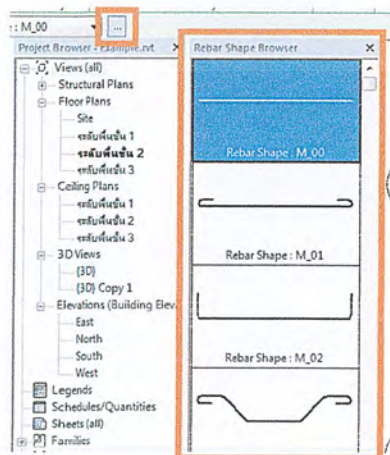 : M_00
...
Project Browser - example.rvt ×
Views (all)
Structural Plans
Floor Plans
Site
ระดับพื้นชั้น 1
ระดับพื้นชั้น 2
ระดับพื้นชั้น 3
Ceiling Plans
ระดับพื้นชั้น 1
ระดับพื้นชั้น 2
ระดับพื้นชั้น 3
3D Views
{3D}
{3D} Copy 1
Elevations (Building Elev
East
North
South
West
Legends
Schedules/Quantities
Sheets (all)
Families
Rebar Shape Browser ×
Rebar Shape : M_00
Rebar Shape : M_01
Rebar Shape : M_02